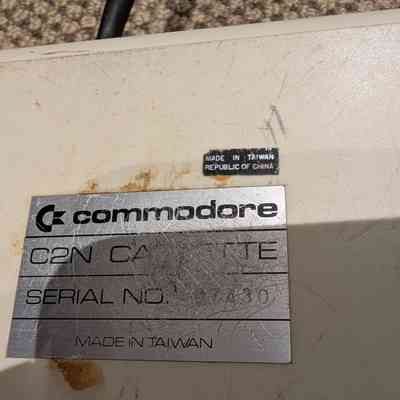 MADE IN TAIWAN
REPUBLIC OF CHINA
commodore
C2N
SERIAL NO.
MADE IN TAIWAN